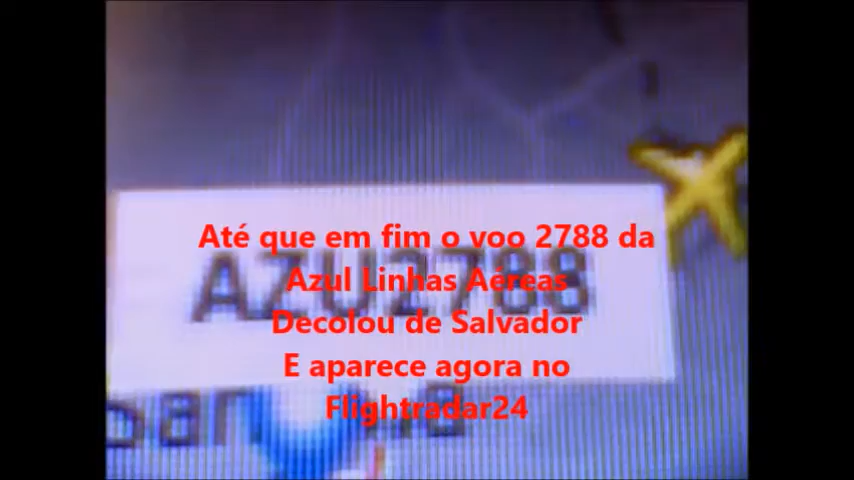 Até que em fim o voo 2788 da
Azul Linhas Aéreas
Decolou de Salvador
E aparece agora no
Flightradar24
AZU2788